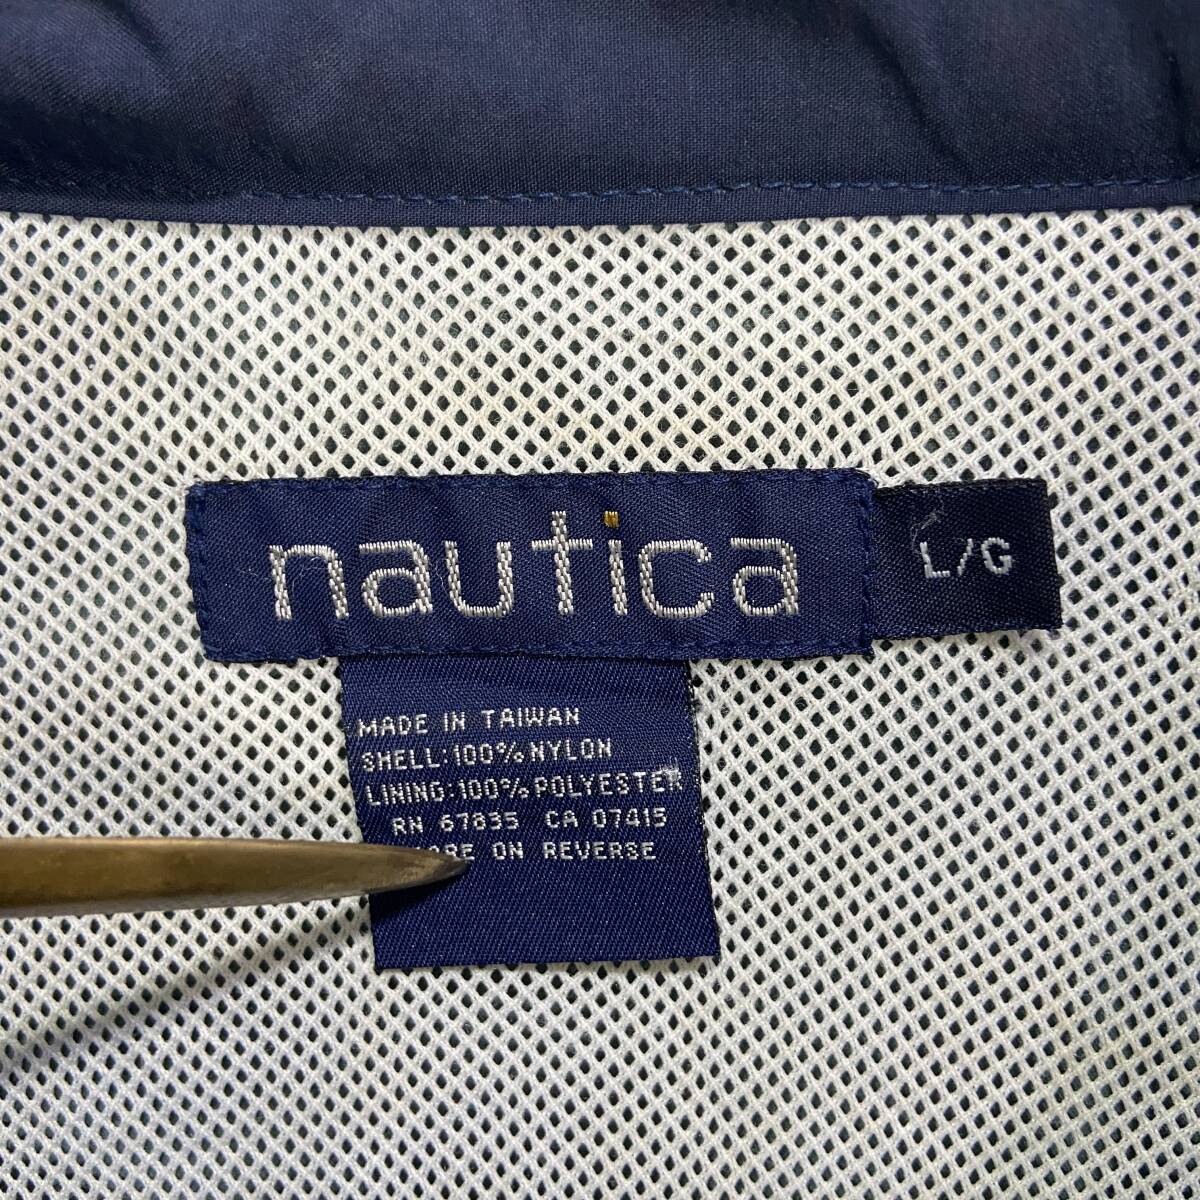 nautica
L/G
MADE IN TAIWAN
SHELL:100% NYLON
LINING:100% POLYESTER
RN 67835 CA 07415
ON REVERSE